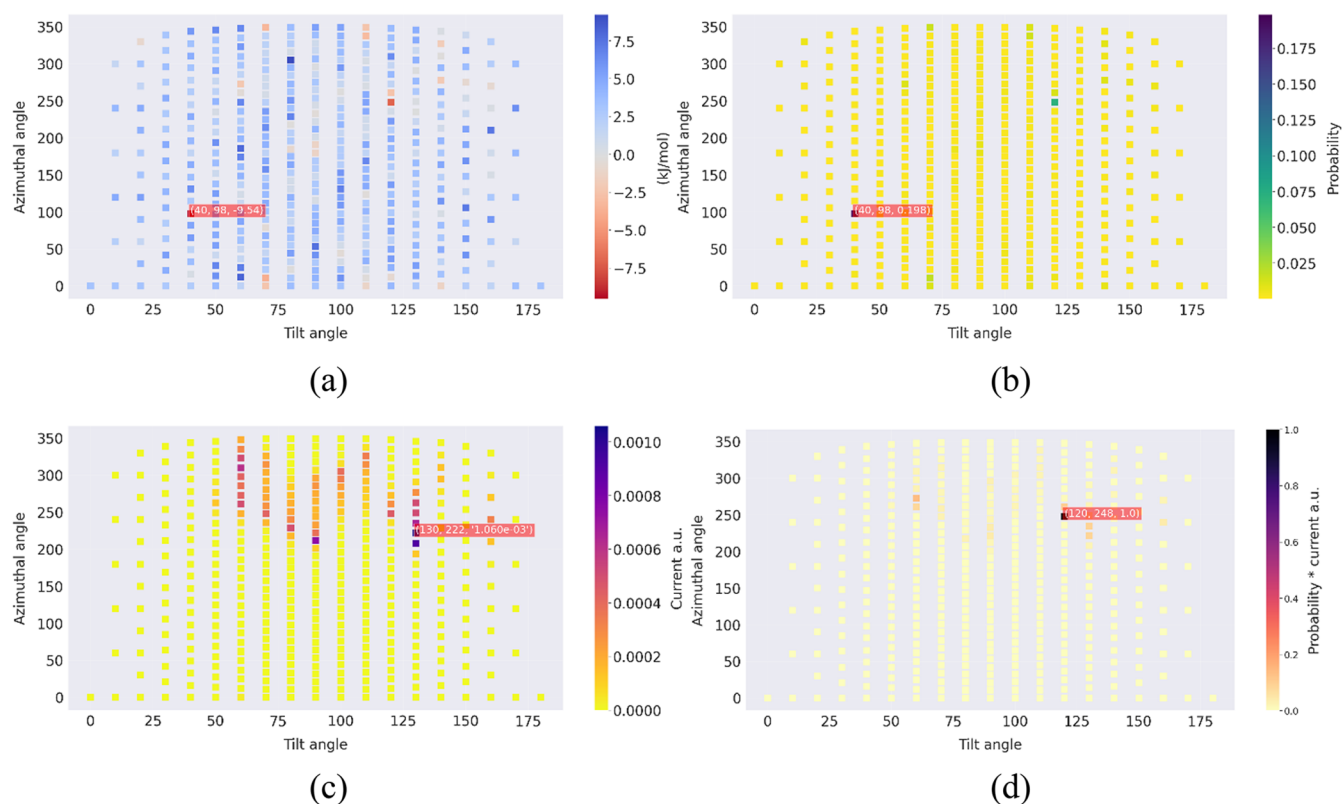 350
300
250
200
150
100
50
0
Azimuthal angle
(40, 98, -9.54)
0 25 50 75 100 125 150 175
Tilt angle
7.5
5.0
2.5
0.0
−2.5
−5.0
−7.5
(kJ/mol)
(a)
350
300
250
200
150
100
50
0
Azimuthal angle
(40, 98, 0.198)
0 25 50 75 100 125 150 175
Tilt angle
0.175
0.150
0.125
0.100
0.075
0.050
0.025
Probability
(b)
350
300
250
200
150
100
50
0
Azimuthal angle
(130, 222, '1.060e-03')
0 25 50 75 100 125 150 175
Tilt angle
0.0010
0.0008
0.0006
0.0004
0.0002
0.0000
Current a.u.
(c)
350
300
250
200
150
100
50
0
Azimuthal angle
(120, 248, 1.0)
0 25 50 75 100 125 150 175
Tilt angle
1.0
0.8
0.6
0.4
0.2
0.0
Probability * current a.u.
(d)